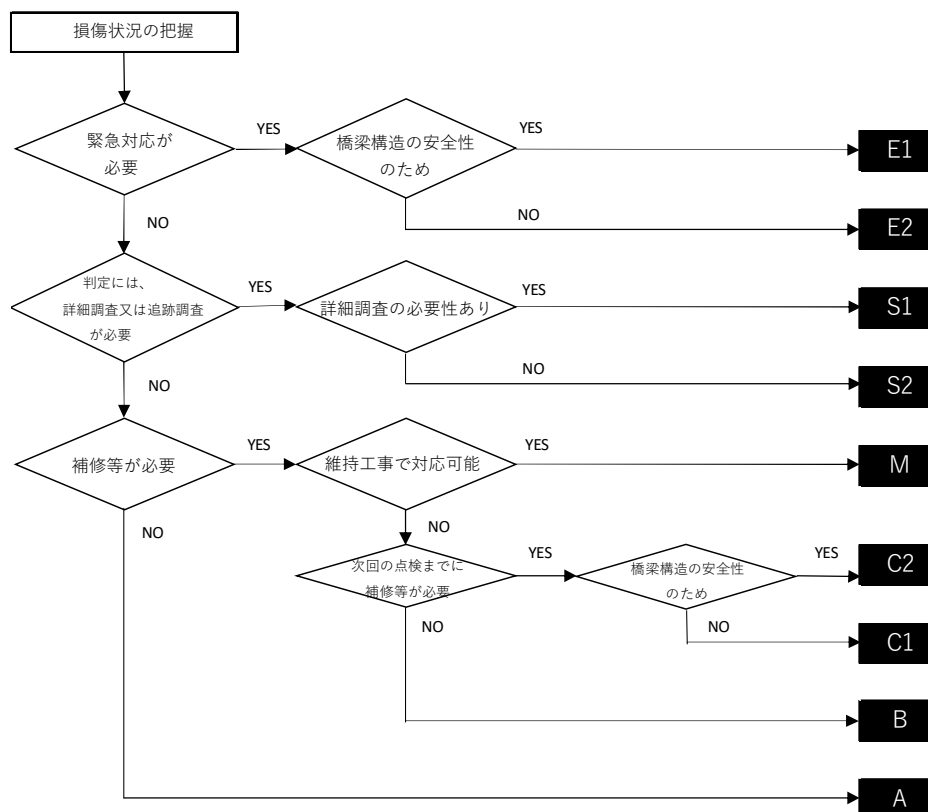 損傷状況の把握
緊急対応が
必要
YES
橋梁構造の安全性
のため
YES
E1
NO
NO
E2
判定には、
詳細調査又は追跡調査
が必要
YES
詳細調査の必要性あり
YES
S1
NO
NO
S2
補修等が必要
YES
維持工事で対応可能
YES
M
NO
NO
次回の点検までに
補修等が必要
YES
橋梁構造の安全性
のため
YES
C2
NO
NO
C1
B
A